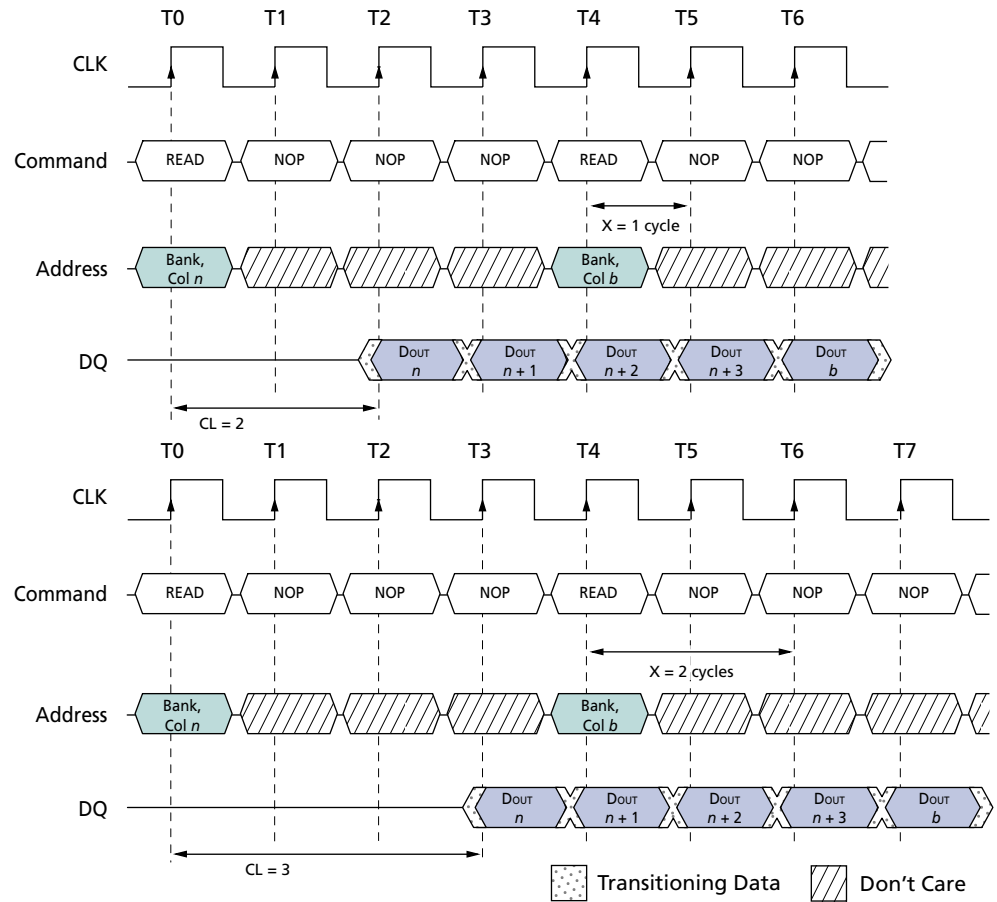 T0 T1 T2 T3 T4 T5 T6
CLK
Command READ NOP NOP NOP READ NOP NOP
X = 1 cycle
Address Bank, Col n Bank, Col b
DQ DOUT n DOUT n + 1 DOUT n + 2 DOUT n + 3 DOUT b
CL = 2
T0 T1 T2 T3 T4 T5 T6 T7
CLK
Command READ NOP NOP NOP READ NOP NOP NOP
X = 2 cycles
Address Bank, Col n Bank, Col b
DQ DOUT n DOUT n + 1 DOUT n + 2 DOUT n + 3 DOUT b
CL = 3
Transitioning Data Don't Care